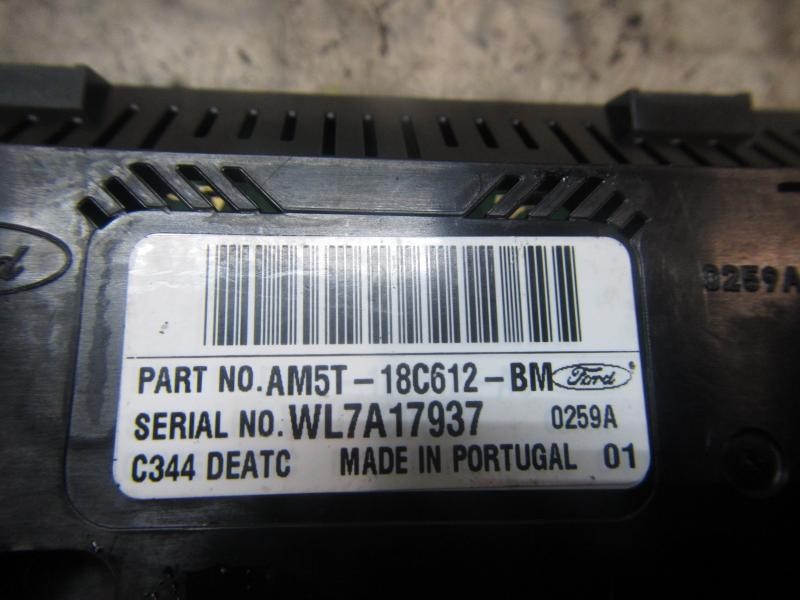 PART NO. AM5T-18C612-BM Ford
SERIAL NO. WL7A17937 0259A
C344 DEATC MADE IN PORTUGAL 01